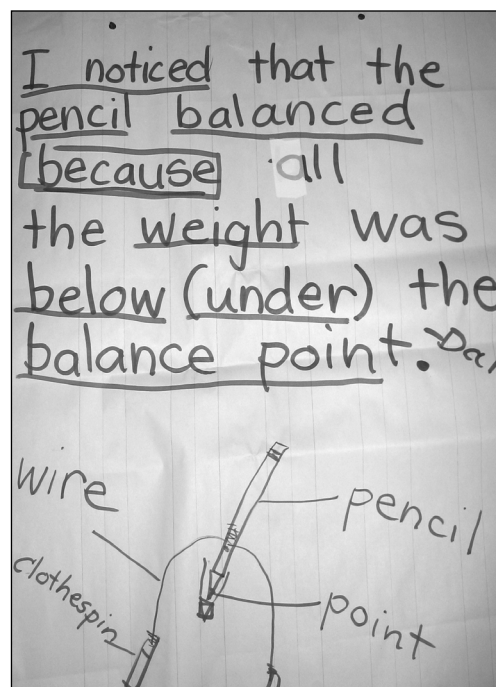 I noticed that the
pencil balanced
because all
the weight was
below (under) the
balance point.
wire
pencil
clothespin
point